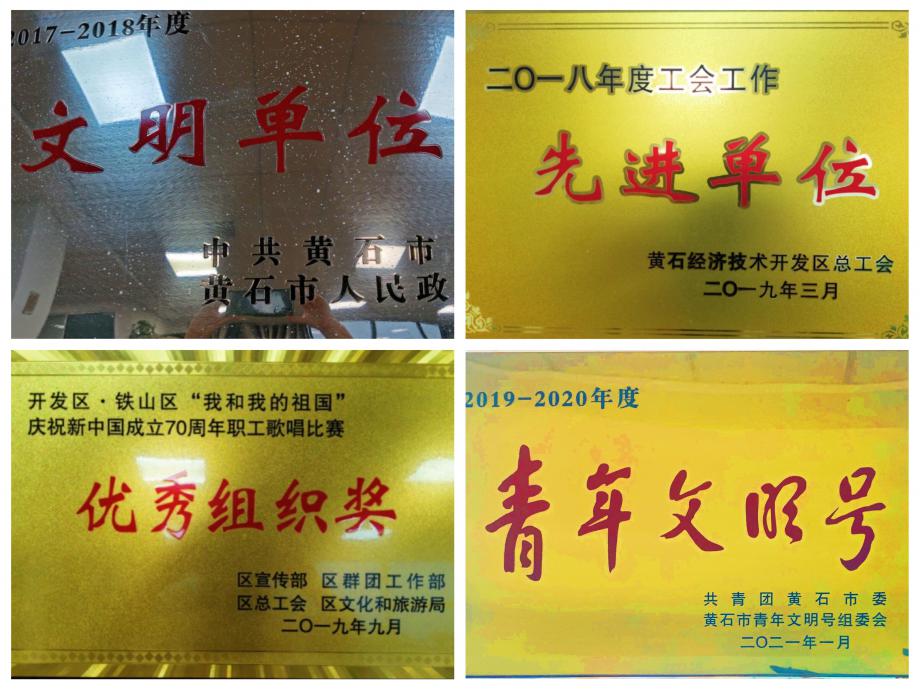 2017-2018年度
文明单位
中共黄石市
黄石市人民政
二〇一八年度工会工作
先进单位
黄石经济技术开发区总工会
二〇一九年三月
开发区·铁山区“我和我的祖国”
庆祝新中国成立70周年职工歌唱比赛
优秀组织奖
区宣传部 区群团工作部
区总工会 区文化和旅游局
二〇一九年九月
2019-2020年度
青年文明号
共青团黄石市委
黄石市青年文明号组委会
二〇二一年一月